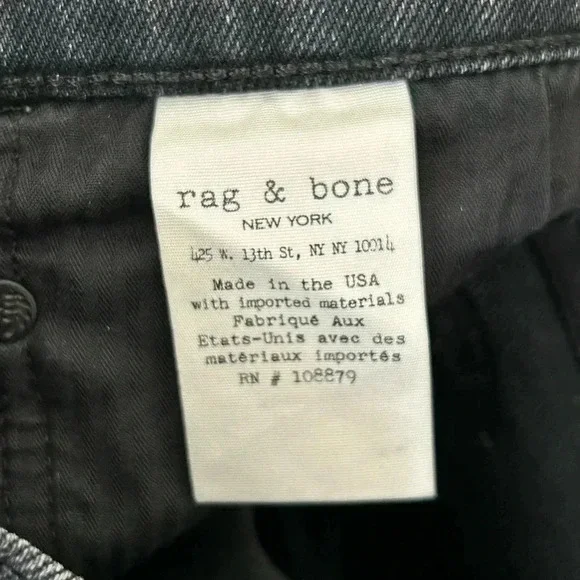 rag & bone
NEW YORK
425 W. 13th St, NY NY 10014
Made in the USA
with imported materials
Fabriqué Aux
Etats-Unis avec des
matériaux importés
RN # 108879